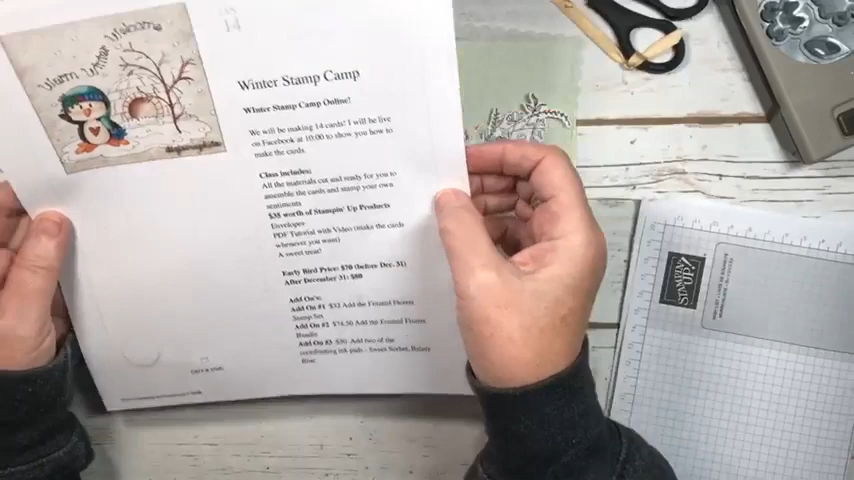 Warm Winter Welcome
14
Winter Stamp Camp
Winter Stamp Camp Online!
We will be making 14 cards! I will be live
on Facebook at 10:00 to show you how to
make the cards.
Class includes:
All the materials cut and ready for you to
assemble the cards and stamp your own
sentiments
$35 worth of Stampin' Up Products
Envelopes
PDF Tutorial with Video (make the cards
whenever you want)
A sweet treat!
Early Bird Price: $70 (before Dec. 31)
After December 31: $80
Add On's:
Add On #1 $32 Add the Frosted
Stamp Set
Add On #2 $74.50 Add the Frosted
Bundle
Add On #3 Add two of the
coordinating ink pads - Sweet Sorbet, Balmy
Blue
STAMPIN' UP!